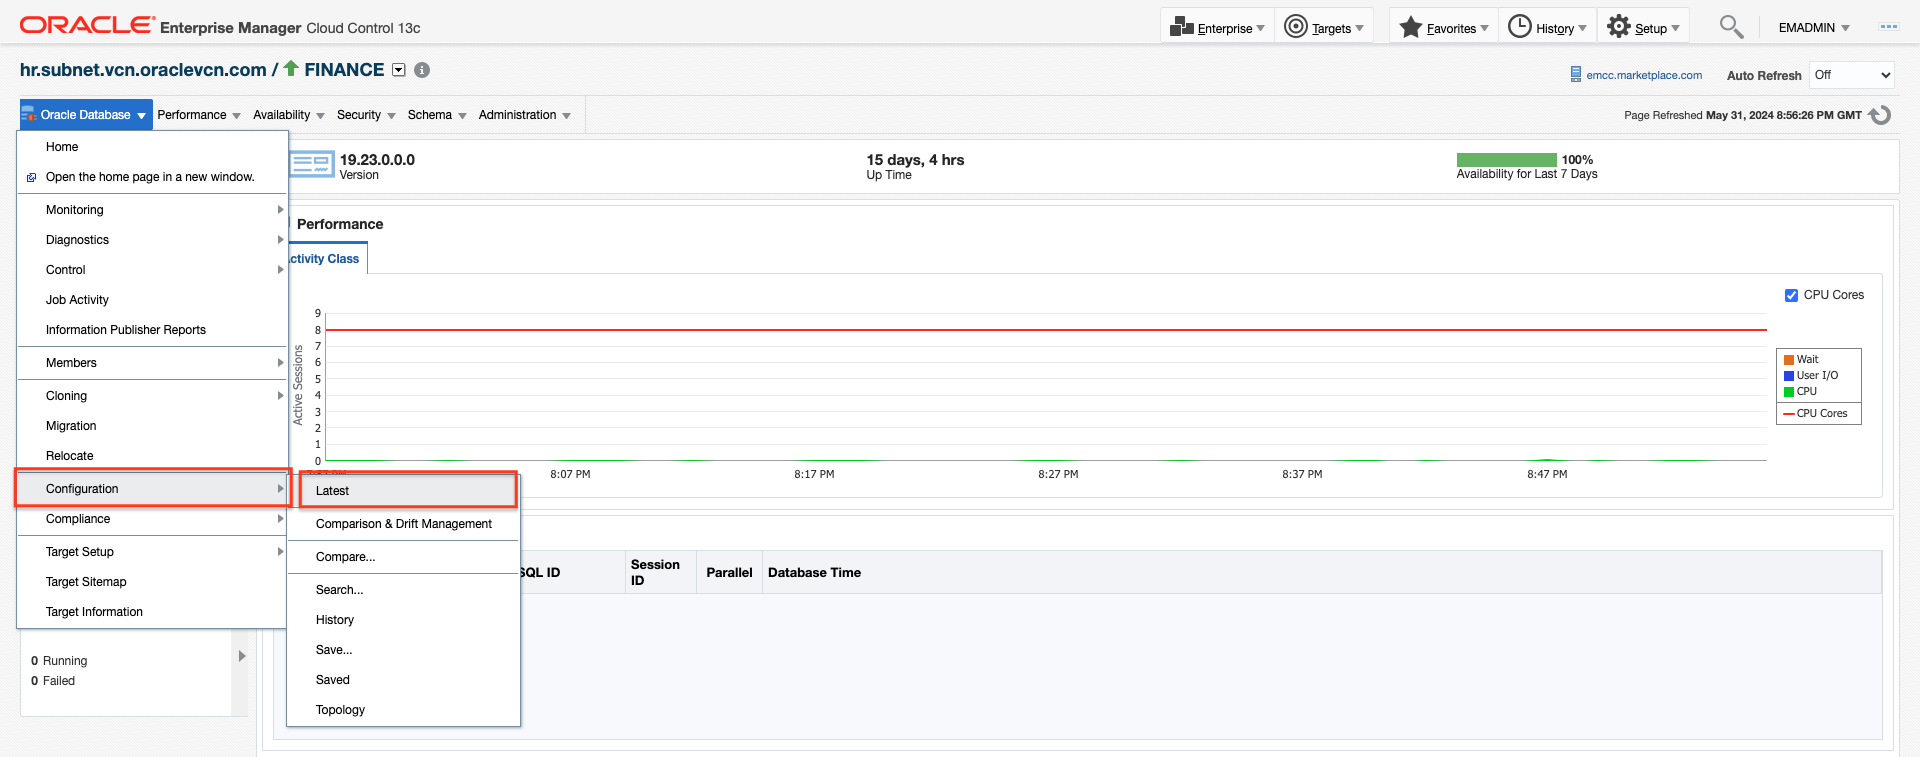 ORACLE Enterprise Manager Cloud Control 13c
Enterprise
Targets
Favorites
History
Setup
EMADMIN
hr.subnet.vcn.oraclevcn.com / FINANCE
emcc.marketplace.com
Auto Refresh
Off
Oracle Database
Performance
Availability
Security
Schema
Administration
Page Refreshed May 31, 2024 8:56:26 PM GMT
Home
Open the home page in a new window.
Monitoring
Diagnostics
Control
Job Activity
Information Publisher Reports
Members
Cloning
Migration
Relocate
Configuration
Compliance
Target Setup
Target Sitemap
Target Information
0 Running
0 Failed
Latest
Comparison & Drift Management
Compare...
Search...
History
Save...
Saved
Topology
19.23.0.0.0
Version
15 days, 4 hrs
Up Time
100%
Availability for Last 7 Days
Performance
ctivity Class
CPU Cores
Active Sessions
9
8
7
6
5
4
3
2
1
0
8:07 PM
8:17 PM
8:27 PM
8:37 PM
8:47 PM
Wait
User I/O
CPU
CPU Cores
SQL ID
Session
ID
Parallel
Database Time